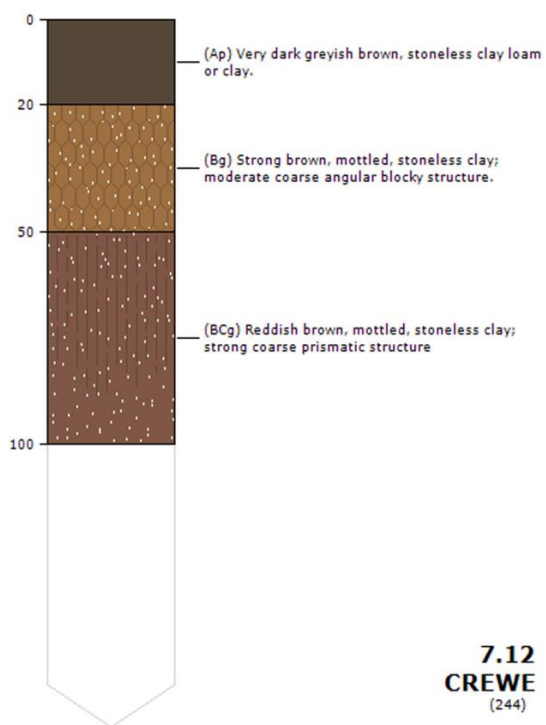 0
(Ap) Very dark greyish brown, stoneless clay loam
or clay.
20
(Bg) Strong brown, mottled, stoneless clay;
moderate coarse angular blocky structure.
50
(BCg) Reddish brown, mottled, stoneless clay;
strong coarse prismatic structure
100
7.12
CREWE
(244)